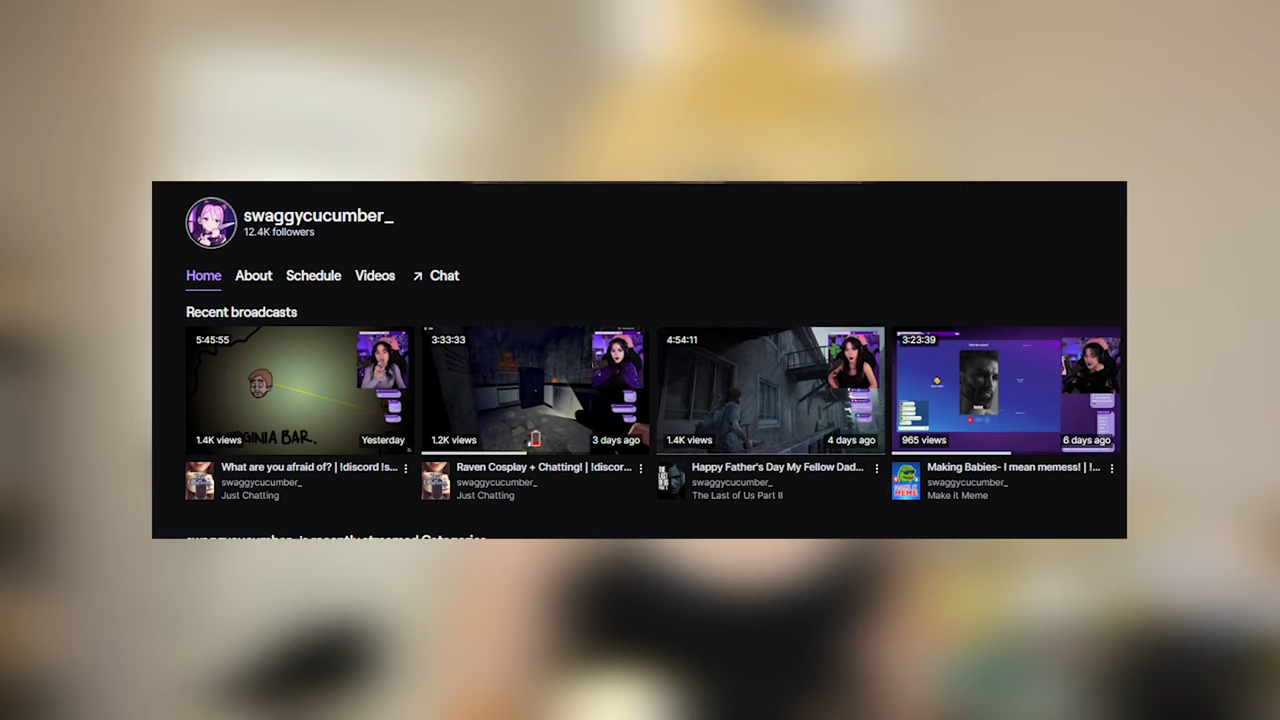 swaggycucumber_
12.4K followers
Home About Schedule Videos Chat
Recent broadcasts
5:45:55
3:33:33
4:54:11
3:23:39
VIRGINIA BAR.
1.4K views Yesterday
1.2K views 3 days ago
1.4K views 4 days ago
965 views 6 days ago
What are you afraid of? | !discord !s...
swaggycucumber_
Just Chatting
Raven Cosplay + Chatting! | !discor...
swaggycucumber_
Just Chatting
Happy Father's Day My Fellow Dad...
swaggycucumber_
The Last of Us Part II
Making Babies- I mean memess! | !...
swaggycucumber_
Make it Meme